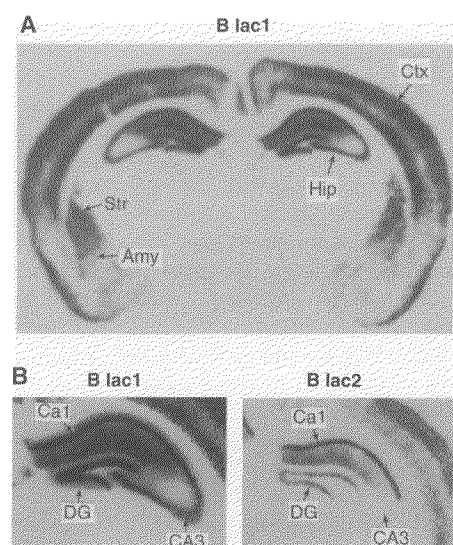 A B lac1
Ctx
Hip
Str
Amy
B B lac1 B lac2
Ca1 Ca1
DG DG
CA3 CA3